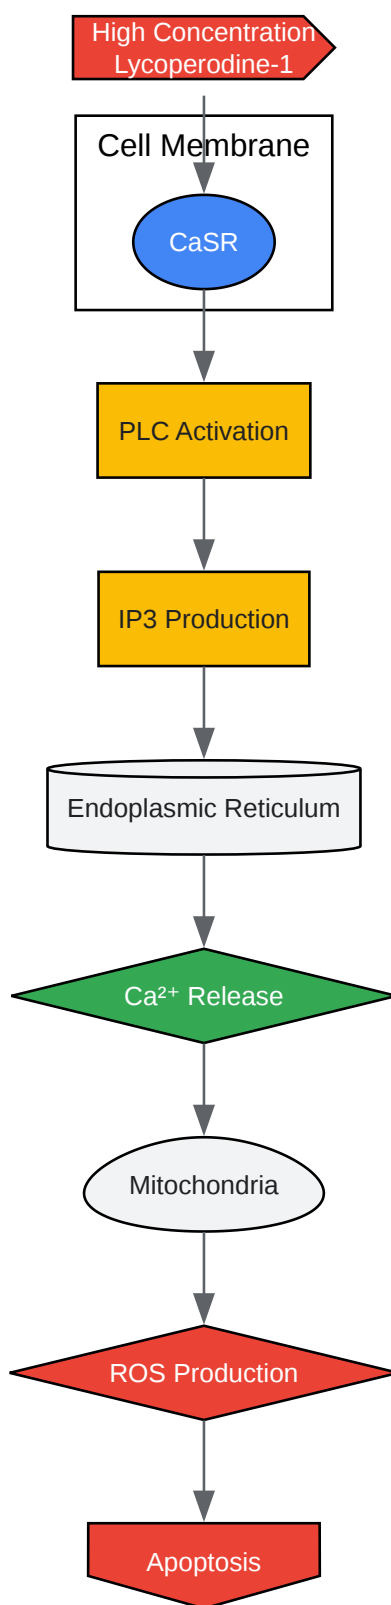 High Concentration
Lycoperodine-1
Cell Membrane
CaSR
PLC Activation
IP3 Production
Endoplasmic Reticulum
Ca²⁺ Release
Mitochondria
ROS Production
Apoptosis